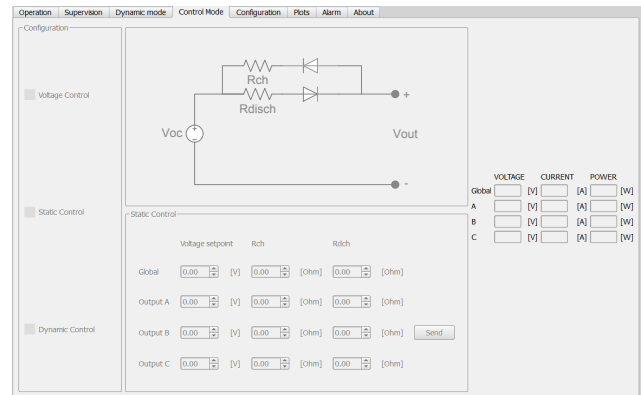 Operation Supervision Dynamic mode Control Mode Configuration Plots Alarm About
Configuration
Voltage Control
Static Control
Dynamic Control
Rch
Rdisch
Voc
+
-
+
Vout
-
Static Control
Voltage setpoint Rch Rdch
Global 0.00 [V] 0.00 [Ohm] 0.00 [Ohm]
Output A 0.00 [V] 0.00 [Ohm] 0.00 [Ohm]
Output B 0.00 [V] 0.00 [Ohm] 0.00 [Ohm] Send
Output C 0.00 [V] 0.00 [Ohm] 0.00 [Ohm]
VOLTAGE CURRENT POWER
Global [V] [A] [W]
A [V] [A] [W]
B [V] [A] [W]
C [V] [A] [W]